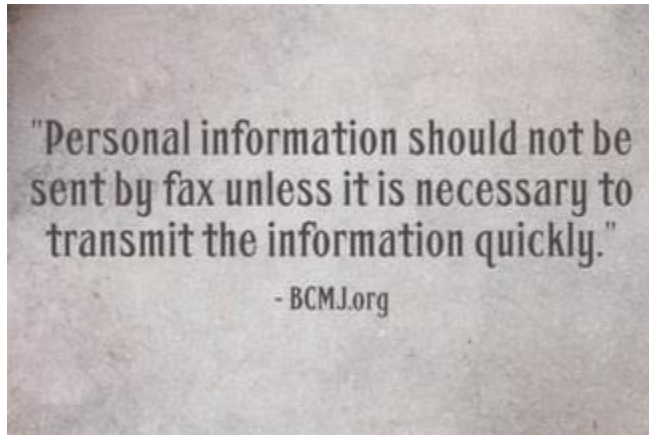 "Personal information should not be
sent by fax unless it is necessary to
transmit the information quickly."
- BCMJ.org